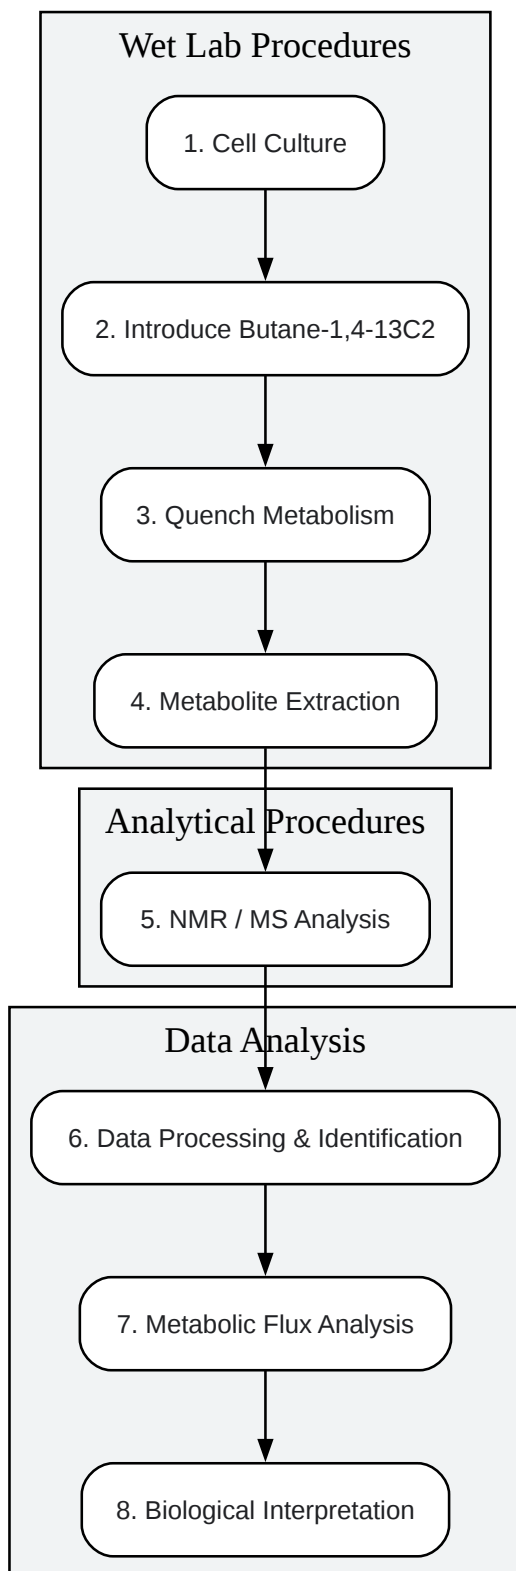 Wet Lab Procedures
1. Cell Culture
2. Introduce Butane-1,4-13C2
3. Quench Metabolism
4. Metabolite Extraction
Analytical Procedures
5. NMR / MS Analysis
Data Analysis
6. Data Processing & Identification
7. Metabolic Flux Analysis
8. Biological Interpretation